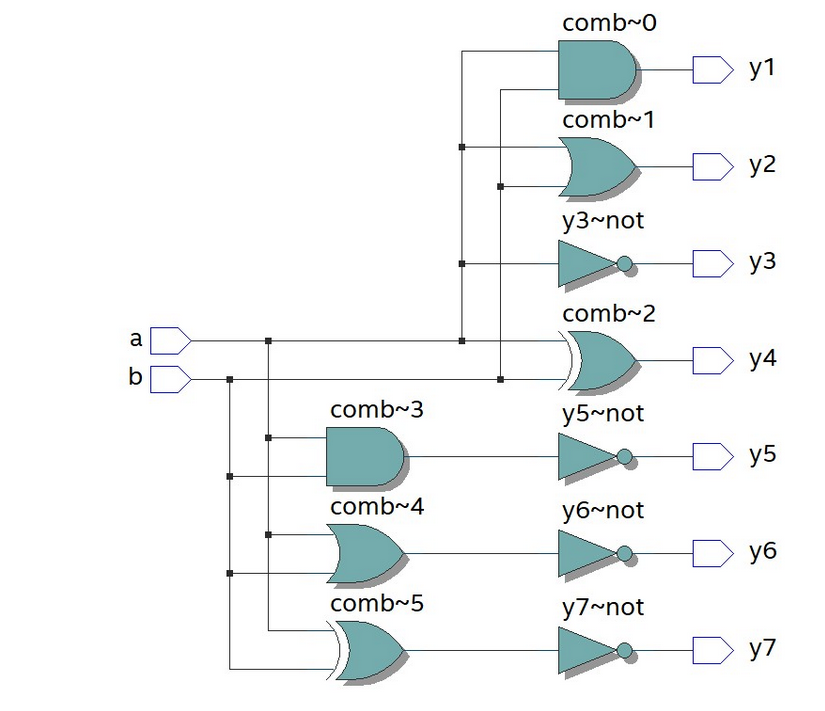 comb~0
y1
comb~1
y2
y3~not
y3
comb~2
a
y4
b
comb~3
y5~not
y5
comb~4
y6~not
y6
comb~5
y7~not
y7